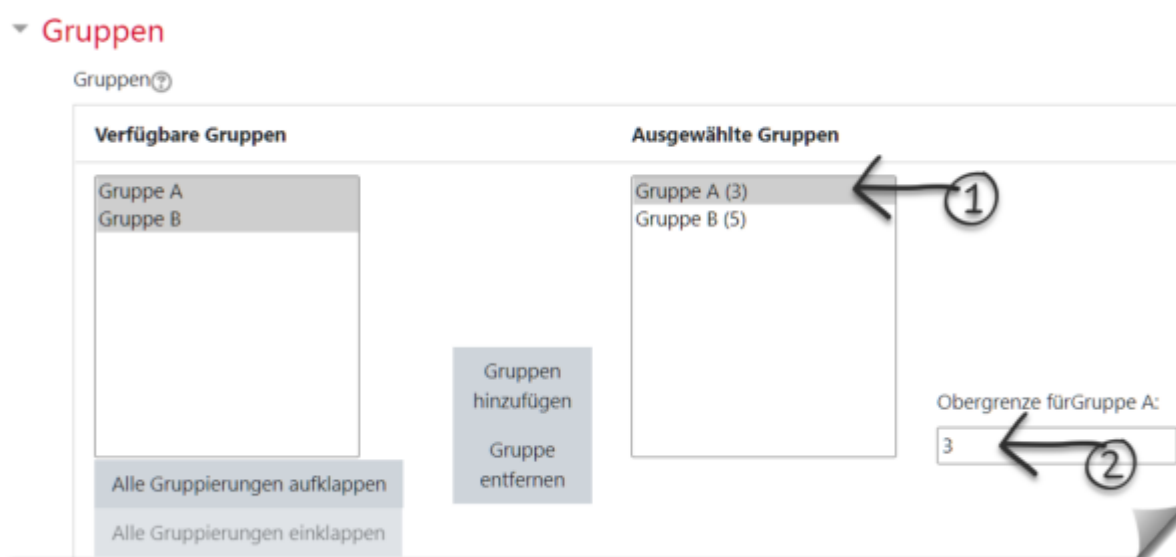 Gruppen
Gruppen?
Verfügbare Gruppen
Ausgewählte Gruppen
Gruppe A
Gruppe B
Gruppe A (3)
Gruppe B (5)
1
Gruppen
hinzufügen
Gruppe
entfernen
Obergrenze fürGruppe A:
3
2
Alle Gruppierungen aufklappen
Alle Gruppierungen einklappen